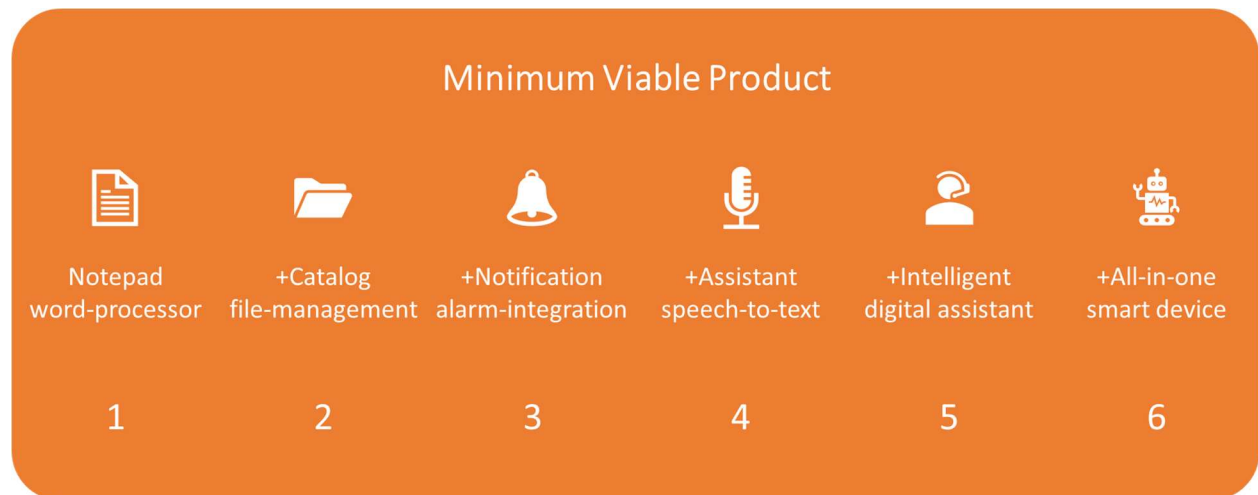 Minimum Viable Product
Notepad
word-processor
+Catalog
file-management
+Notification
alarm-integration
+Assistant
speech-to-text
+Intelligent
digital assistant
+All-in-one
smart device
1
2
3
4
5
6